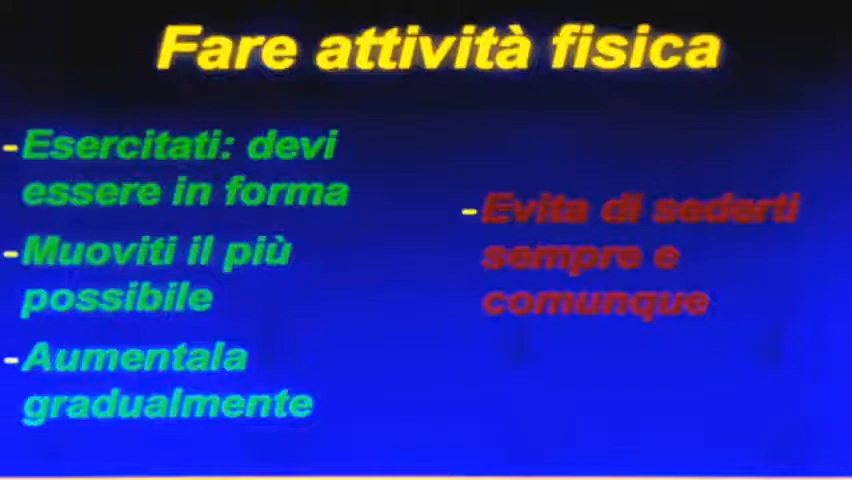 Fare attività fisica
-Esercitati: devi
essere in forma
-Muoviti il più
possibile
-Aumentala
gradualmente
-Evita di sederti
sempre e
comunque